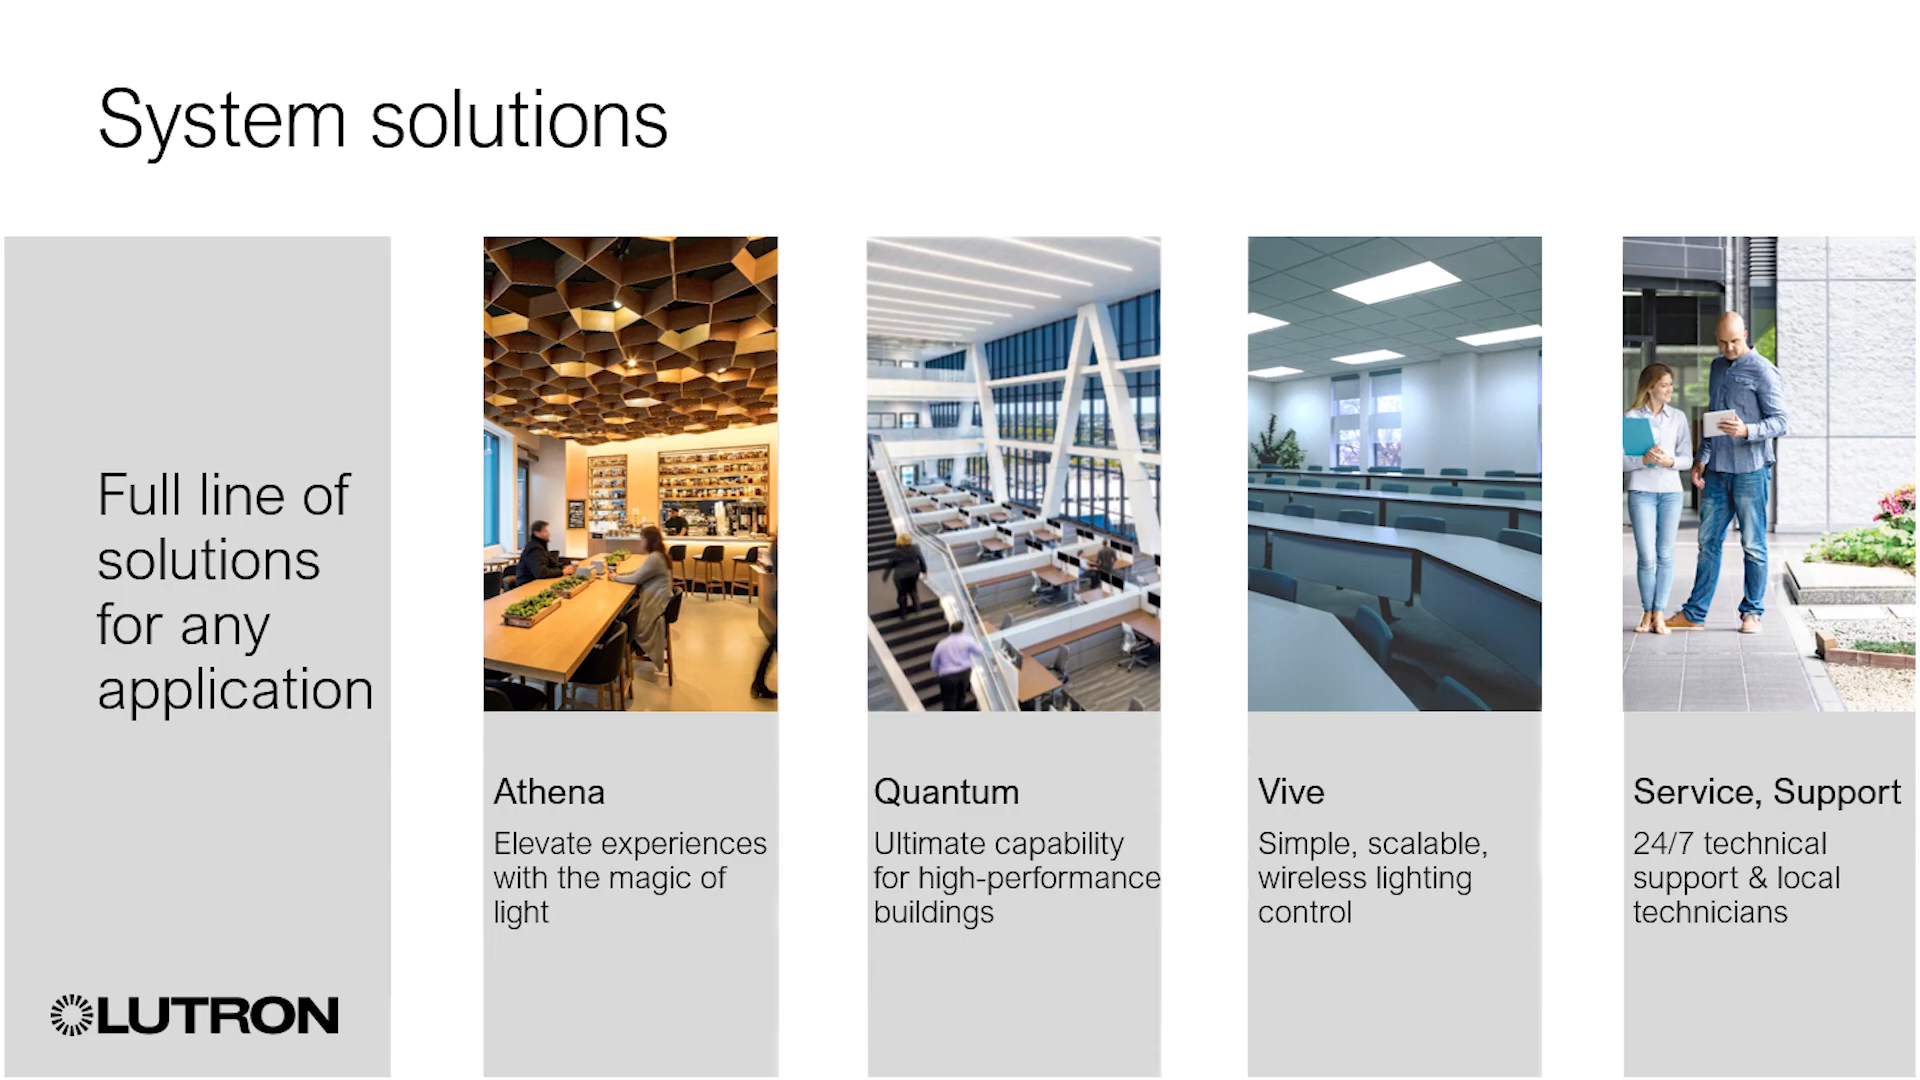 System solutions
Full line of
solutions
for any
application
LUTRON
Athena
Elevate experiences
with the magic of
light
Quantum
Ultimate capability
for high-performance
buildings
Vive
Simple, scalable,
wireless lighting
control
Service, Support
24/7 technical
support & local
technicians